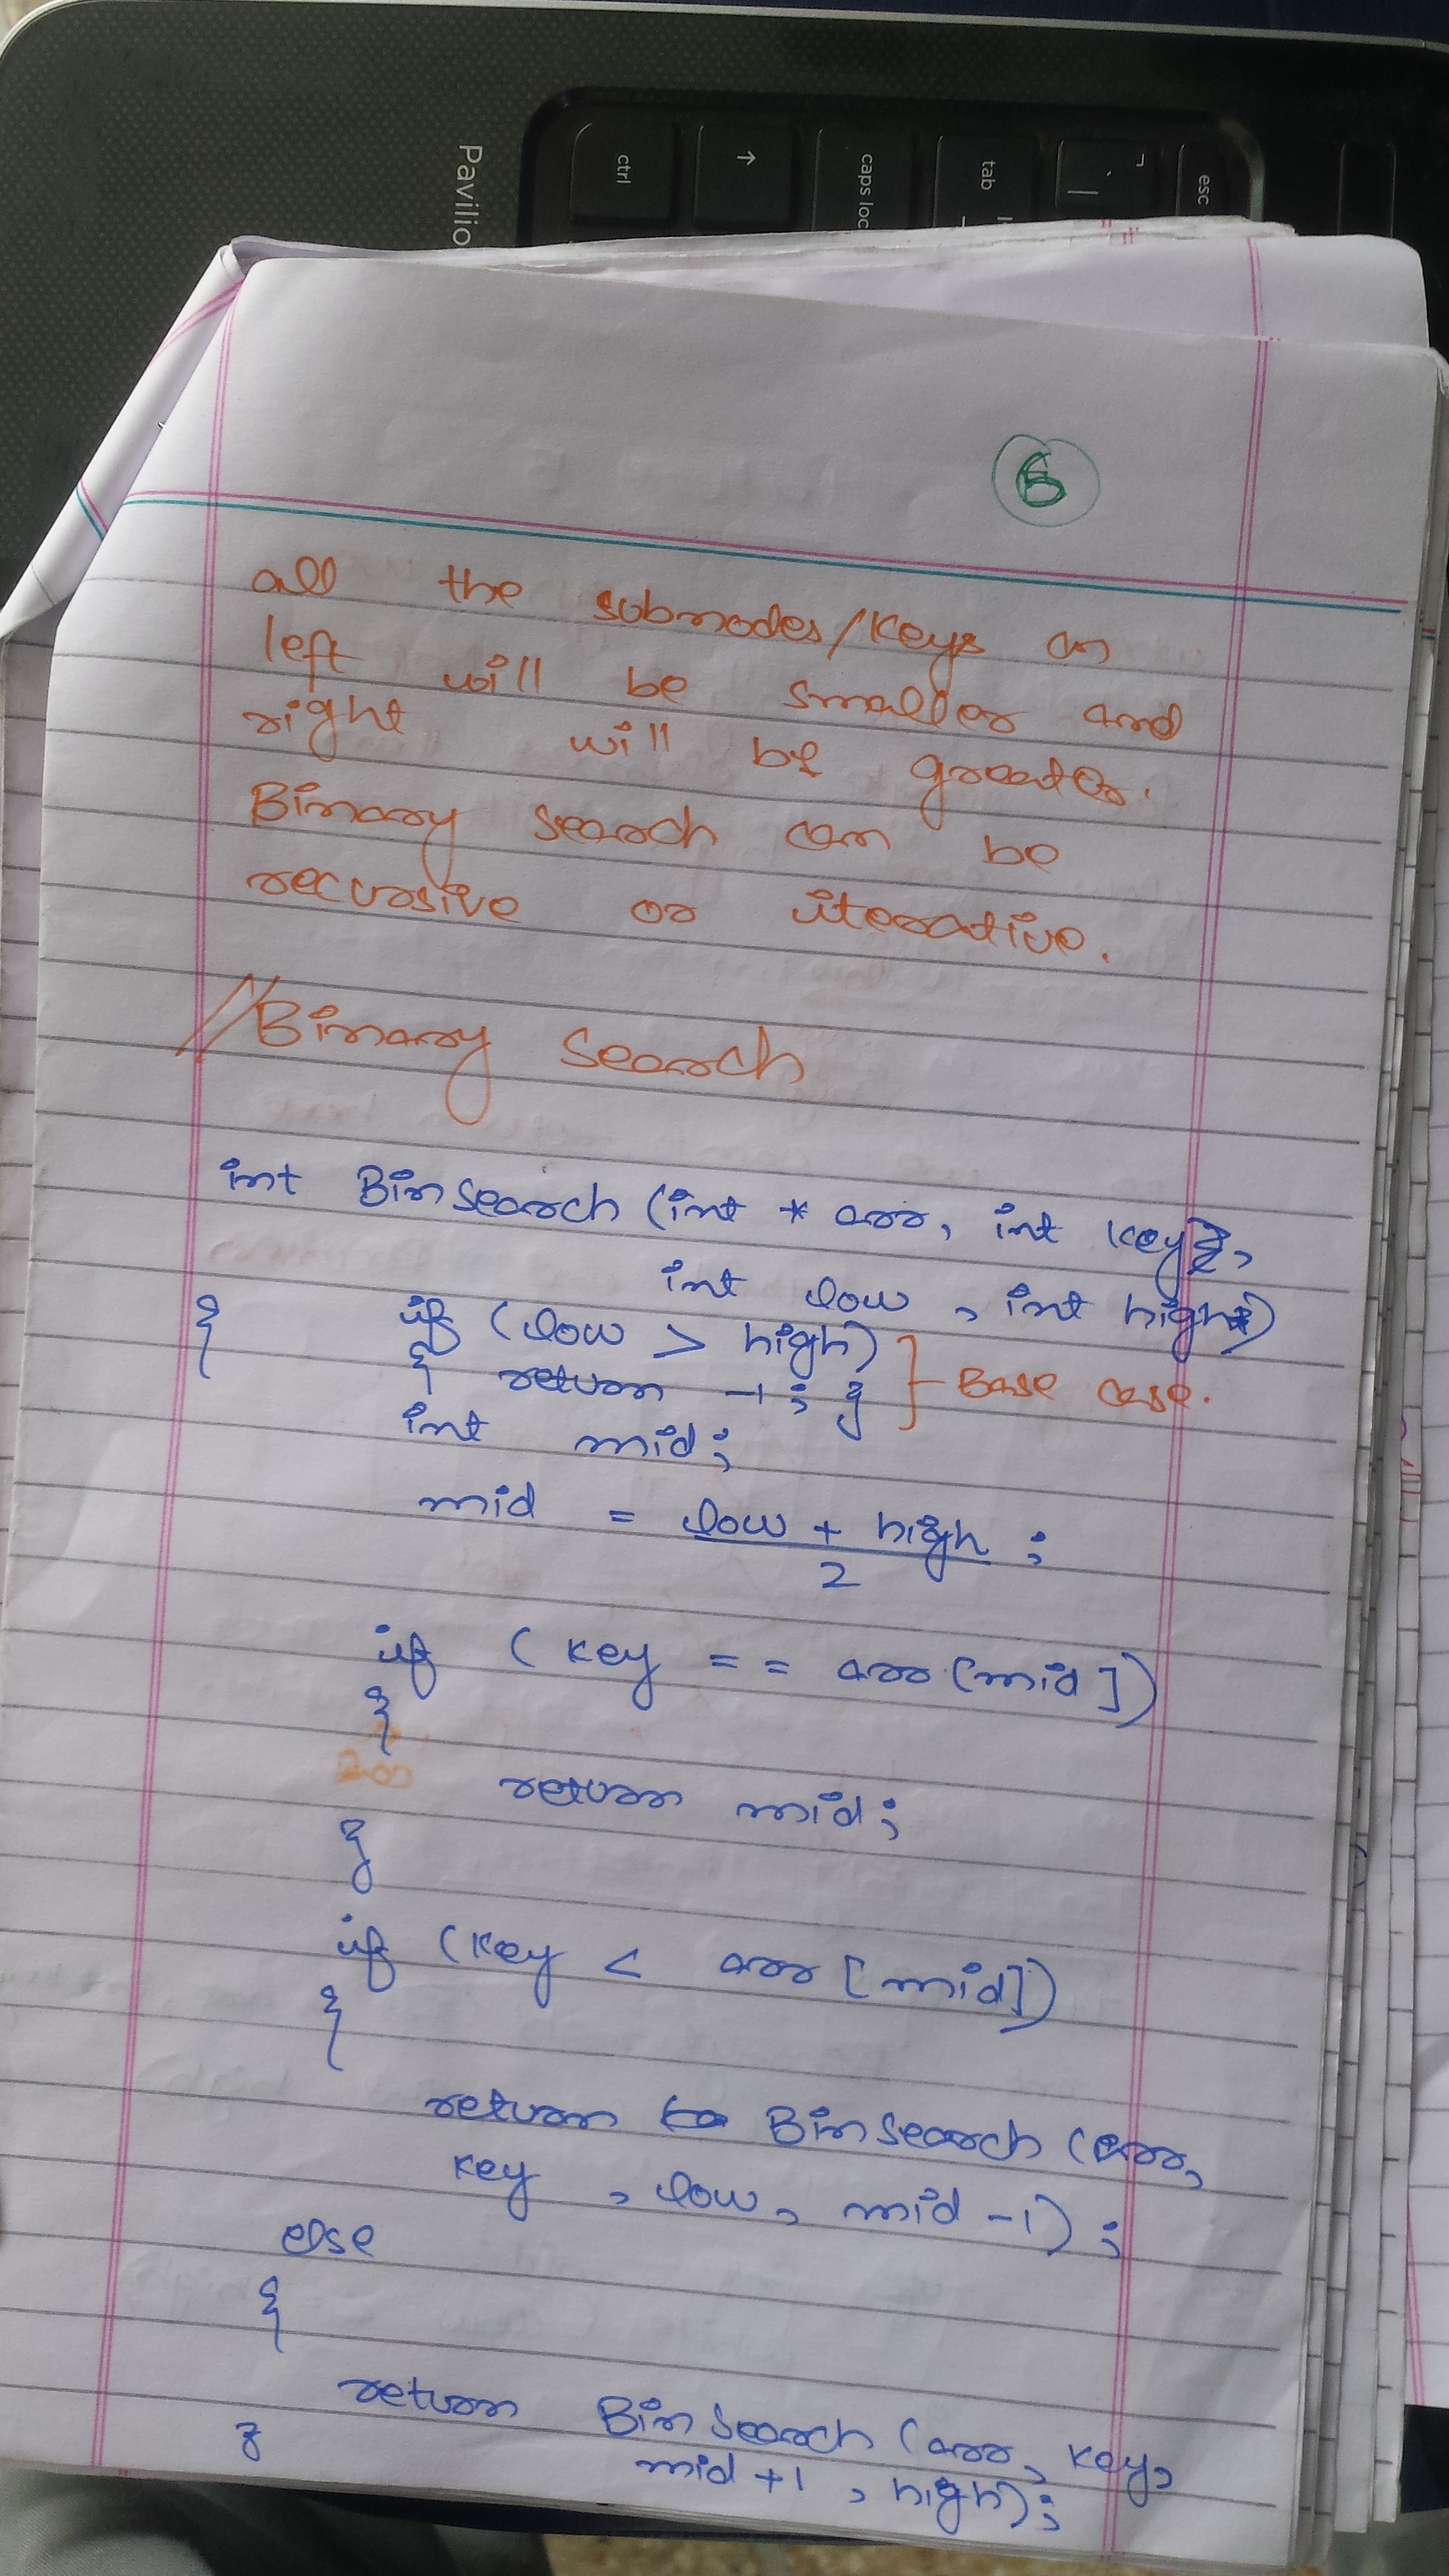 Pavilio
ctrl
↑
caps loc
tab
esc
6
all the subnodes/keys on
left will be smaller and
right will be greater.
Binary search can be
recursive or iterative.
//Binary search
int BinSearch (int * arr, int key,
int low, int high)
{ if (low > high)
{ return -1; } Base case.
int mid;
mid = low + high ;
2
if (key == arr[mid])
{
return mid;
}
if (key < arr[mid])
{
return BinSearch (arr,
key, low, mid -1);
else
{
return BinSearch (arr, key,
} mid +1, high);